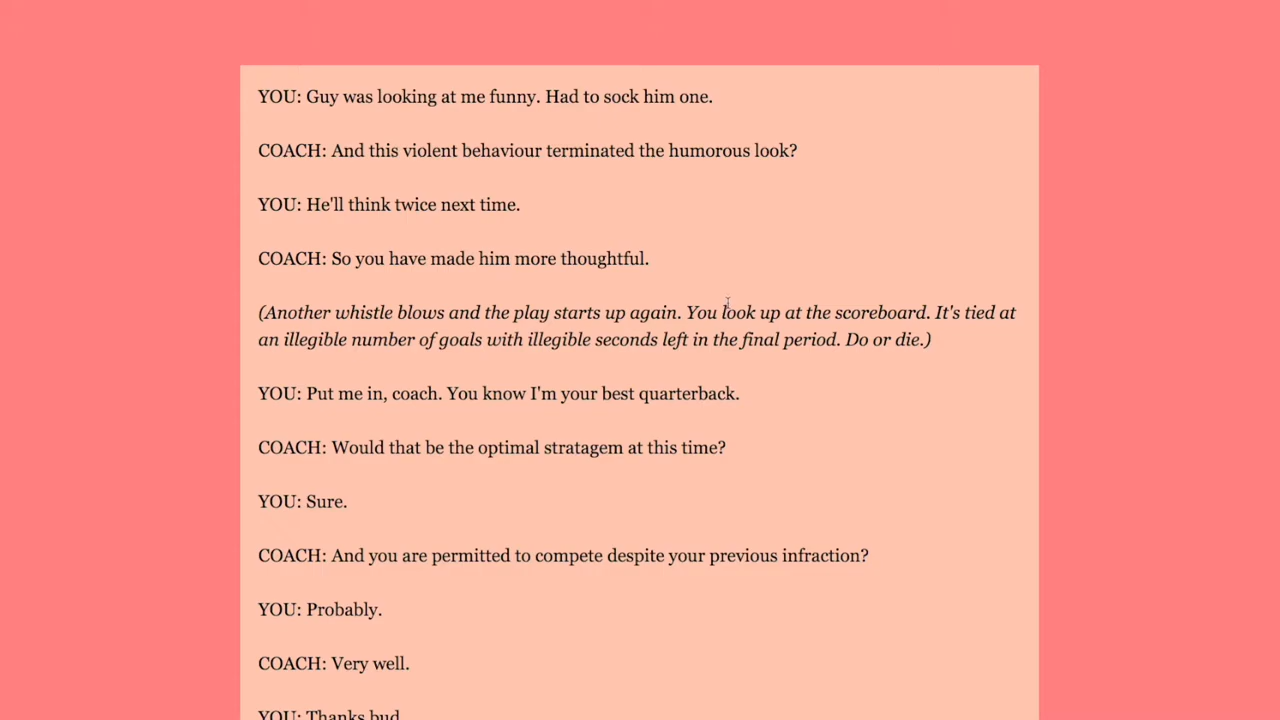 YOU: Guy was looking at me funny. Had to sock him one.
COACH: And this violent behaviour terminated the humorous look?
YOU: He'll think twice next time.
COACH: So you have made him more thoughtful.
(Another whistle blows and the play starts up again. You look up at the scoreboard. It's tied at
an illegible number of goals with illegible seconds left in the final period. Do or die.)
YOU: Put me in, coach. You know I'm your best quarterback.
COACH: Would that be the optimal stratagem at this time?
YOU: Sure.
COACH: And you are permitted to compete despite your previous infraction?
YOU: Probably.
COACH: Very well.
YOU: Thanks bud.